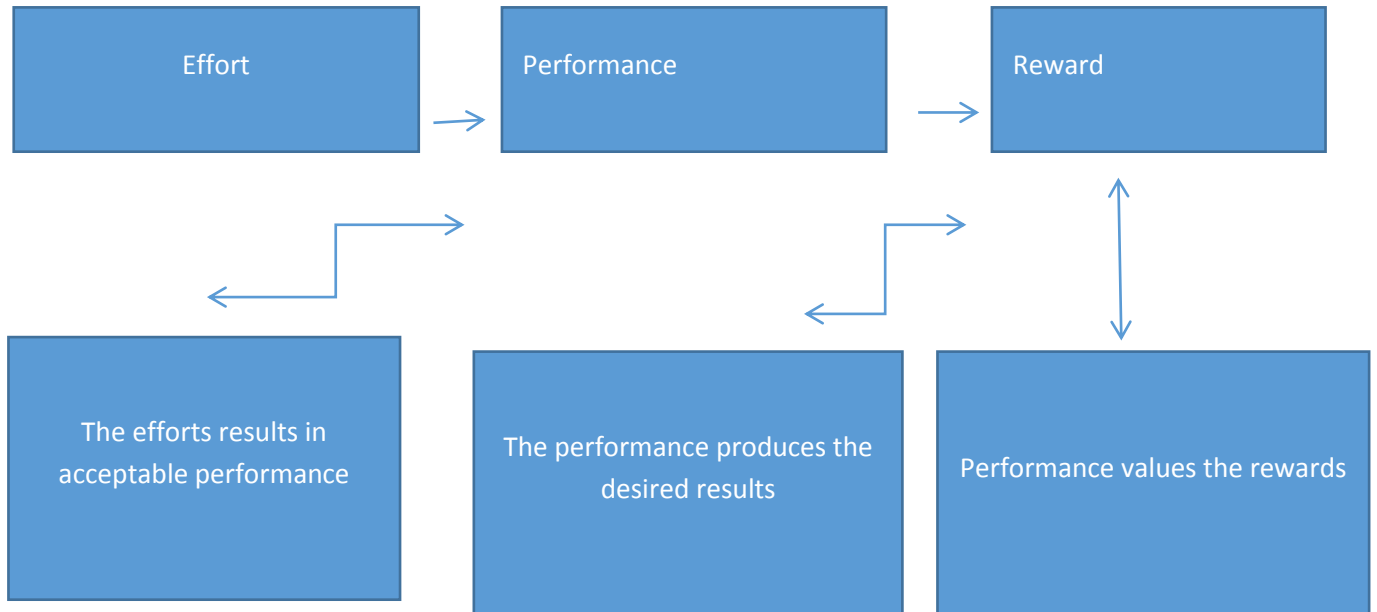 Effort
Performance
Reward
The efforts results in
acceptable performance
The performance produces the
desired results
Performance values the rewards